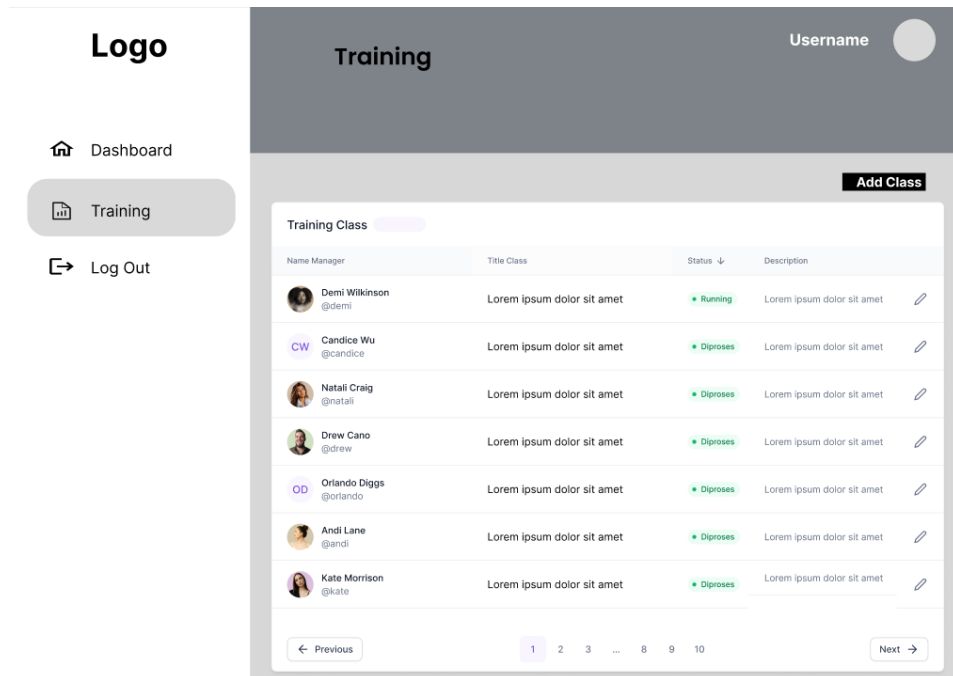 Logo
Training
Username
Dashboard
Training
Log Out
Add Class
Training Class
Name Manager Title Class Status Description
Demi Wilkinson
@demi
Lorem ipsum dolor sit amet Running Lorem ipsum dolor sit amet
CW
Candice Wu
@candice
Lorem ipsum dolor sit amet Diproses Lorem ipsum dolor sit amet
Natali Craig
@natali
Lorem ipsum dolor sit amet Diproses Lorem ipsum dolor sit amet
Drew Cano
@drew
Lorem ipsum dolor sit amet Diproses Lorem ipsum dolor sit amet
OD
Orlando Diggs
@orlando
Lorem ipsum dolor sit amet Diproses Lorem ipsum dolor sit amet
Andi Lane
@andi
Lorem ipsum dolor sit amet Diproses Lorem ipsum dolor sit amet
Kate Morrison
@kate
Lorem ipsum dolor sit amet Diproses Lorem ipsum dolor sit amet
Previous 1 2 3 ... 8 9 10 Next